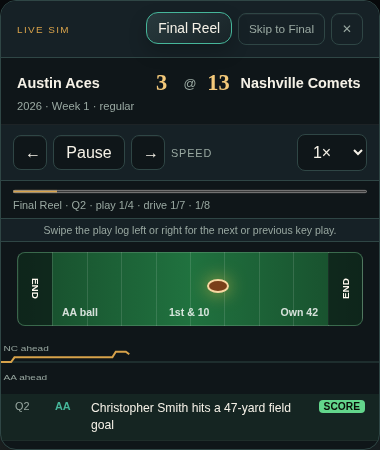 LIVE SIM
Final Reel
Skip to Final
×
Austin Aces 3 @ 13 Nashville Comets
2026 · Week 1 · regular
← Pause → SPEED 1×
Final Reel · Q2 · play 1/4 · drive 1/7 · 1/8
Swipe the play log left or right for the next or previous key play.
END
END
AA ball 1st & 10 Own 42
NC ahead
AA ahead
Q2 AA Christopher Smith hits a 47-yard field SCORE
goal